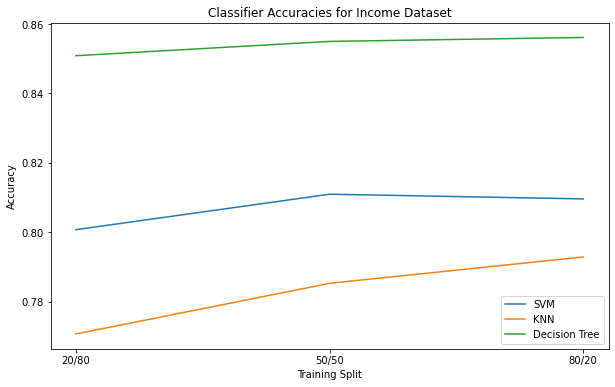 Classifier Accuracies for Income Dataset
Accuracy
0.86
0.84
0.82
0.80
0.78
20/80
50/50
80/20
Training Split
SVM
KNN
Decision Tree